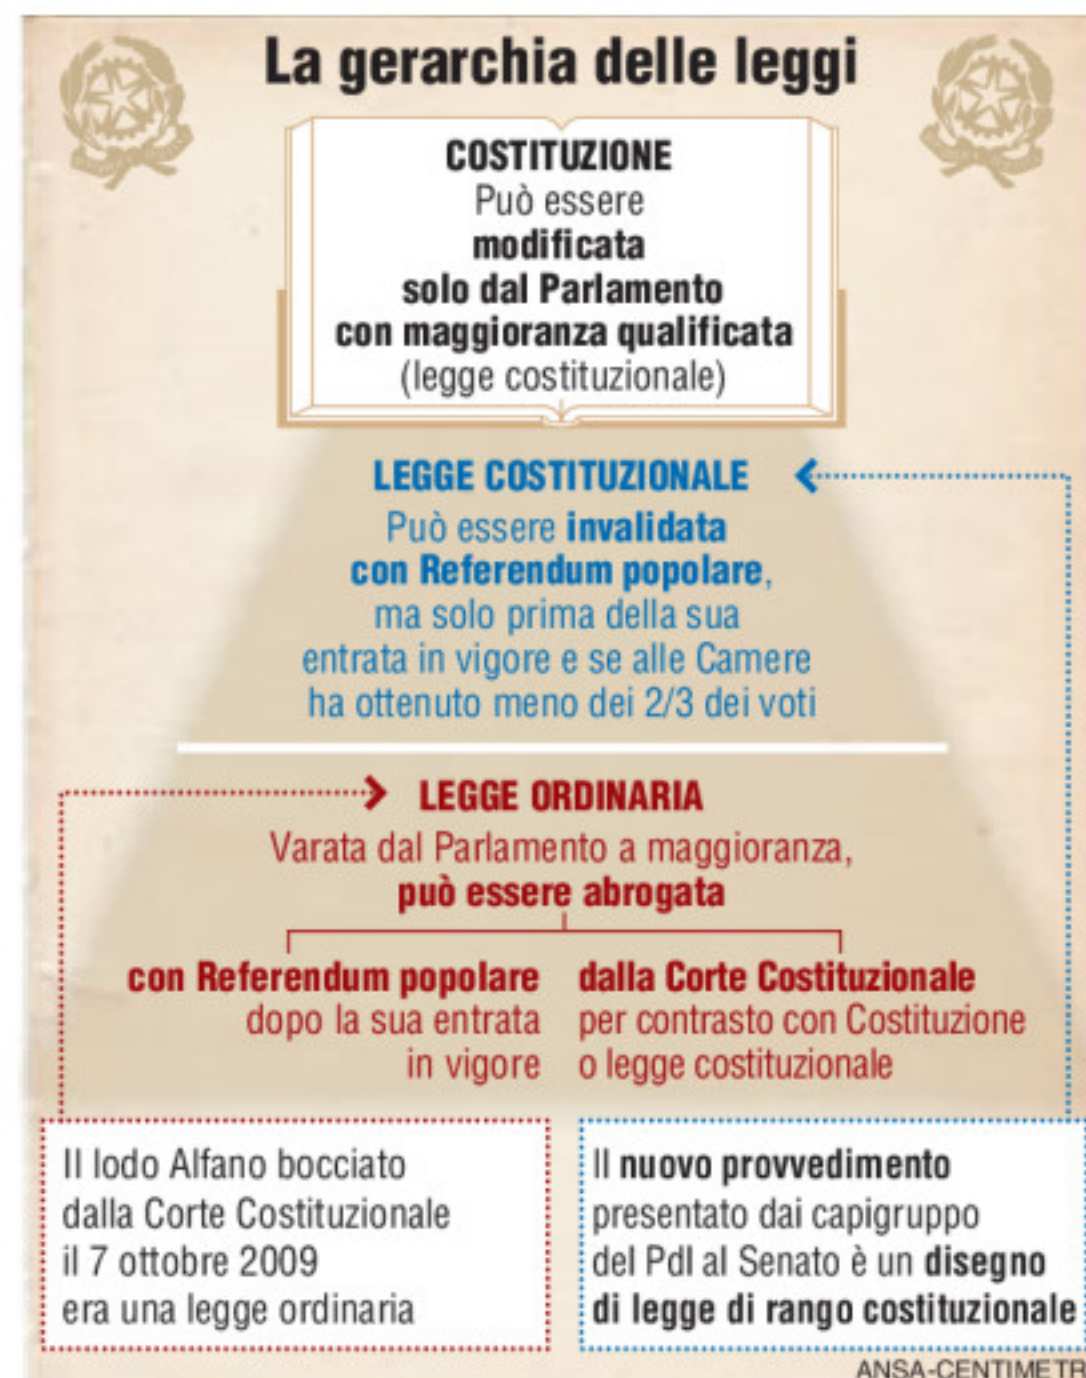 La gerarchia delle leggi
COSTITUZIONE
Può essere
modificata
solo dal Parlamento
con maggioranza qualificata
(legge costituzionale)
LEGGE COSTITUZIONALE
Può essere invalidata
con Referendum popolare,
ma solo prima della sua
entrata in vigore e se alle Camere
ha ottenuto meno dei 2/3 dei voti
LEGGE ORDINARIA
Varata dal Parlamento a maggioranza,
può essere abrogata
con Referendum popolare
dopo la sua entrata
in vigore
dalla Corte Costituzionale
per contrasto con Costituzione
o legge costituzionale
Il lodo Alfano bocciato
dalla Corte Costituzionale
il 7 ottobre 2009
era una legge ordinaria
Il nuovo provvedimento
presentato dai capigruppo
del Pdl al Senato è un disegno
di legge di rango costituzionale
ANSA-CENTIMETR